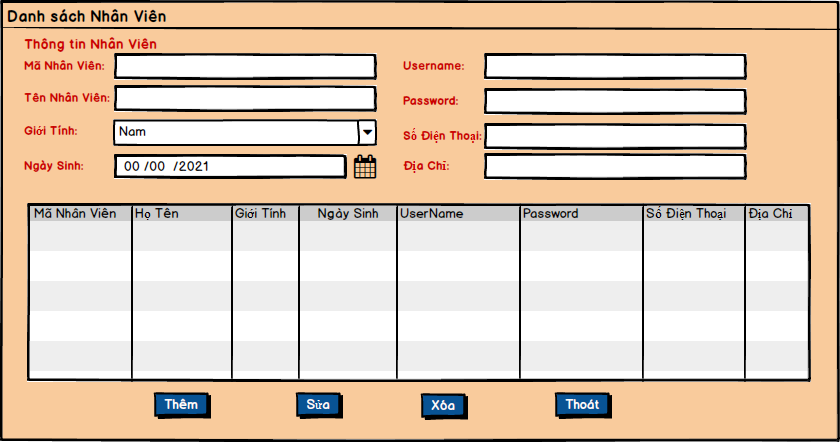 Danh sách Nhân Viên
Thông tin Nhân Viên
Mã Nhân Viên:
Username:
Tên Nhân Viên:
Password:
Giới Tính:
Nam
Số Điện Thoại:
Ngày Sinh:
00 /00 /2021
Địa Chỉ:
Mã Nhân Viên Họ Tên Giới Tính Ngày Sinh UserName Password Số Điện Thoại Địa Chỉ
Thêm Sửa Xóa Thoát